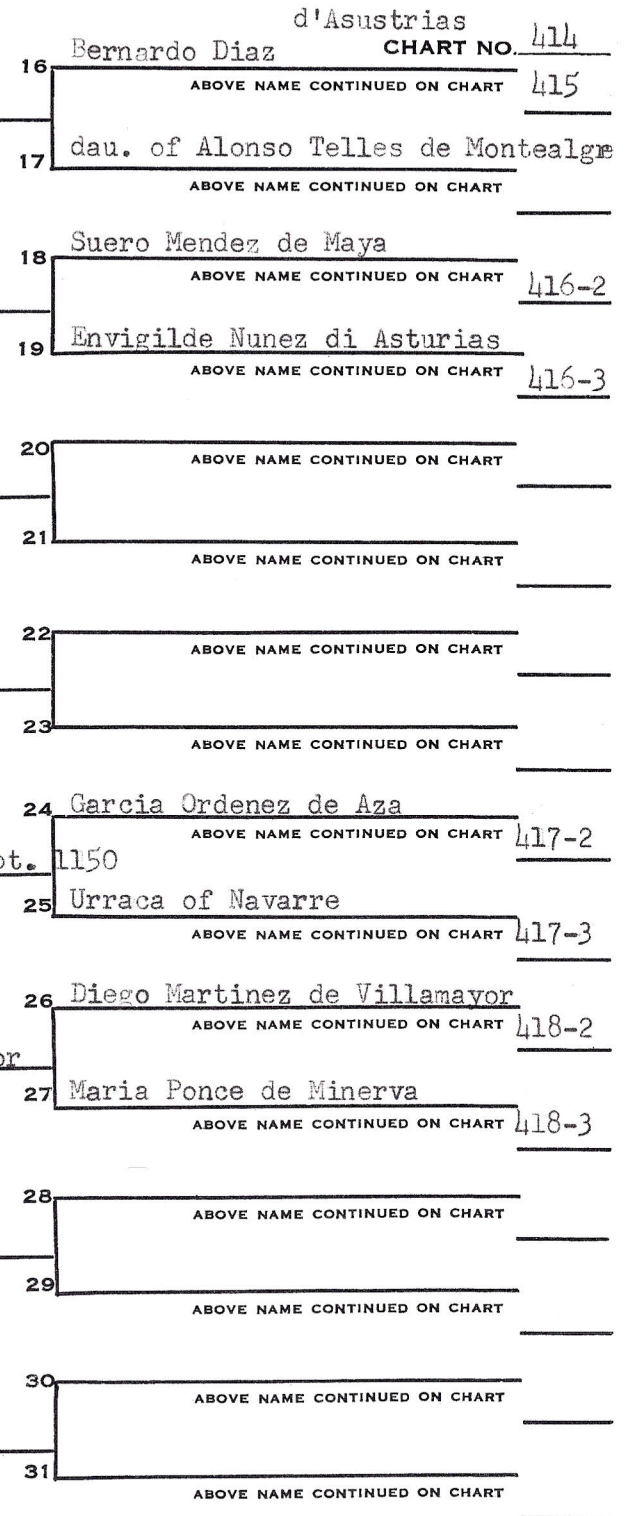 d'Asustrias
Bernardo Diaz CHART NO. 414
16
ABOVE NAME CONTINUED ON CHART 415
dau. of Alonso Telles de Montealgre
17
ABOVE NAME CONTINUED ON CHART
Suero Mendez de Maya
18
ABOVE NAME CONTINUED ON CHART 416-2
Envigilde Nunez di Asturias
19
ABOVE NAME CONTINUED ON CHART 416-3
20
ABOVE NAME CONTINUED ON CHART
21
ABOVE NAME CONTINUED ON CHART
22
ABOVE NAME CONTINUED ON CHART
23
ABOVE NAME CONTINUED ON CHART
24 Garcia Ordenez de Aza
ABOVE NAME CONTINUED ON CHART 417-2
pt. 1150
25 Urraca of Navarre
ABOVE NAME CONTINUED ON CHART 417-3
26 Diego Martinez de Villamayor
ABOVE NAME CONTINUED ON CHART 418-2
or
27 Maria Ponce de Minerva
ABOVE NAME CONTINUED ON CHART 418-3
28
ABOVE NAME CONTINUED ON CHART
29
ABOVE NAME CONTINUED ON CHART
30
ABOVE NAME CONTINUED ON CHART
31
ABOVE NAME CONTINUED ON CHART